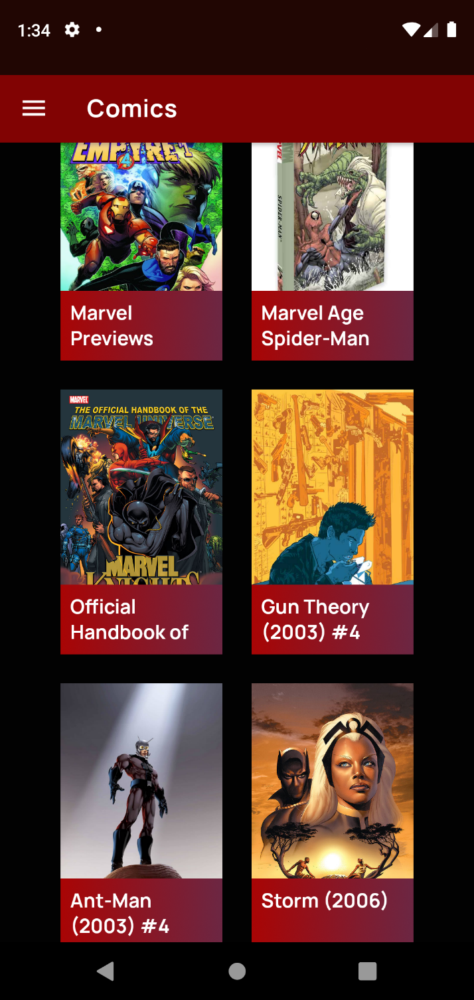 1:34
Comics
EMPYRE
Marvel
Previews
SPIDER-MAN
Marvel Age
Spider-Man
MARVEL
THE OFFICIAL HANDBOOK OF THE
MARVEL UNIVERSE
MARVEL
KNIGHTS
Official
Handbook of
Gun Theory
(2003) #4
Ant-Man
(2003) #4
Storm (2006)